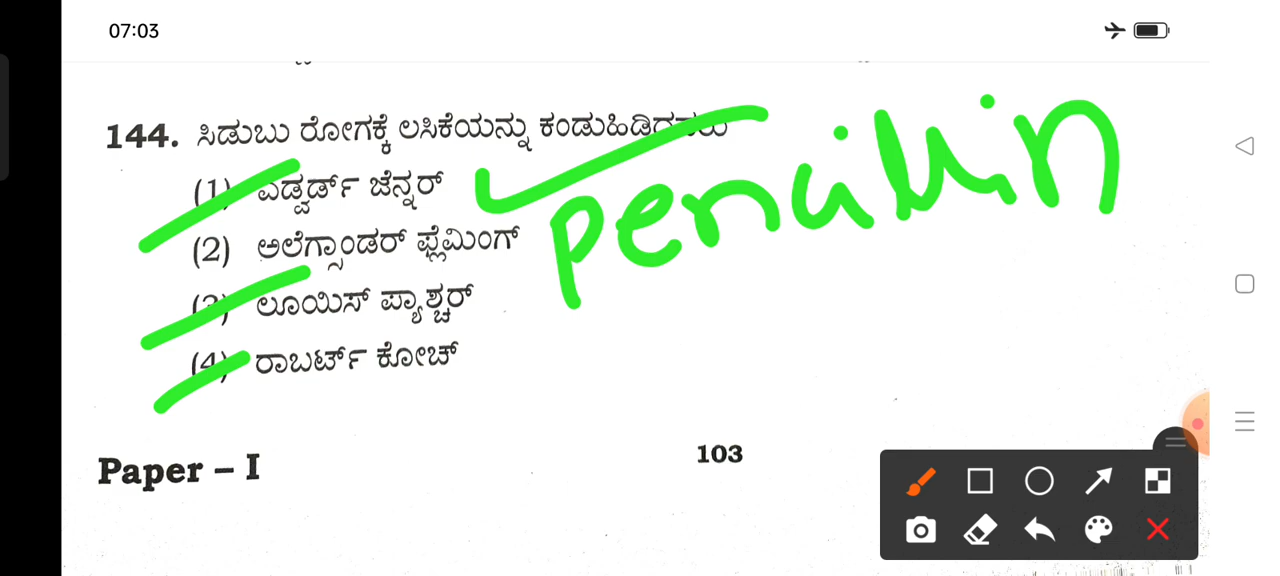 07:03
144. ಸಿಡುಬು ರೋಗಕ್ಕೆ ಲಸಿಕೆಯನ್ನು ಕಂಡುಹಿಡಿದವರು
(1) ಎಡ್ವರ್ಡ್ ಜೆನ್ನರ್
penicillin
(2) ಅಲೆಗ್ಸಾಂಡರ್ ಫ್ಲೆಮಿಂಗ್
(3) ಲೂಯಿಸ್ ಪ್ಯಾಶ್ಚರ್
(4) ರಾಬರ್ಟ್ ಕೋಚ್
Paper – I 103